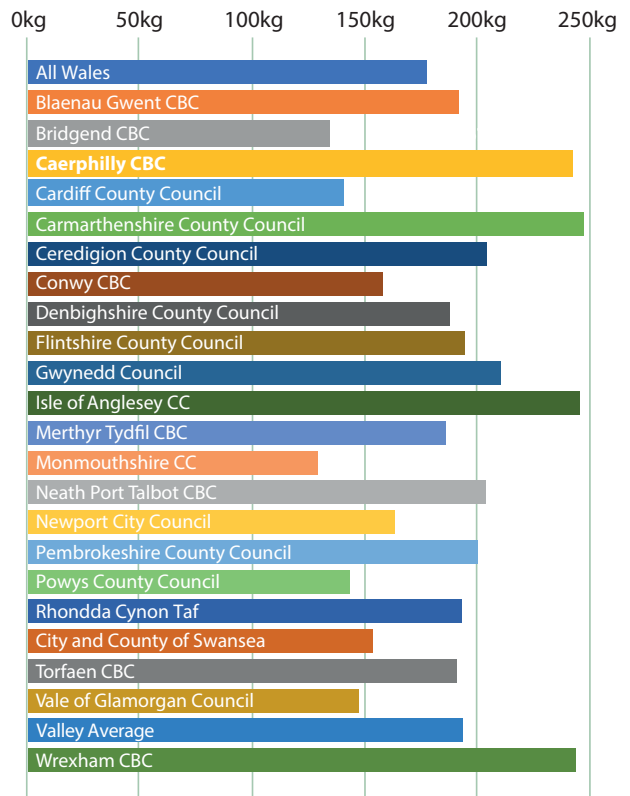 0kg 50kg 100kg 150kg 200kg 250kg
All Wales
Blaenau Gwent CBC
Bridgend CBC
Caerphilly CBC
Cardiff County Council
Carmarthenshire County Council
Ceredigion County Council
Conwy CBC
Denbighshire County Council
Flintshire County Council
Gwynedd Council
Isle of Anglesey CC
Merthyr Tydfil CBC
Monmouthshire CC
Neath Port Talbot CBC
Newport City Council
Pembrokeshire County Council
Powys County Council
Rhondda Cynon Taf
City and County of Swansea
Torfaen CBC
Vale of Glamorgan Council
Valley Average
Wrexham CBC